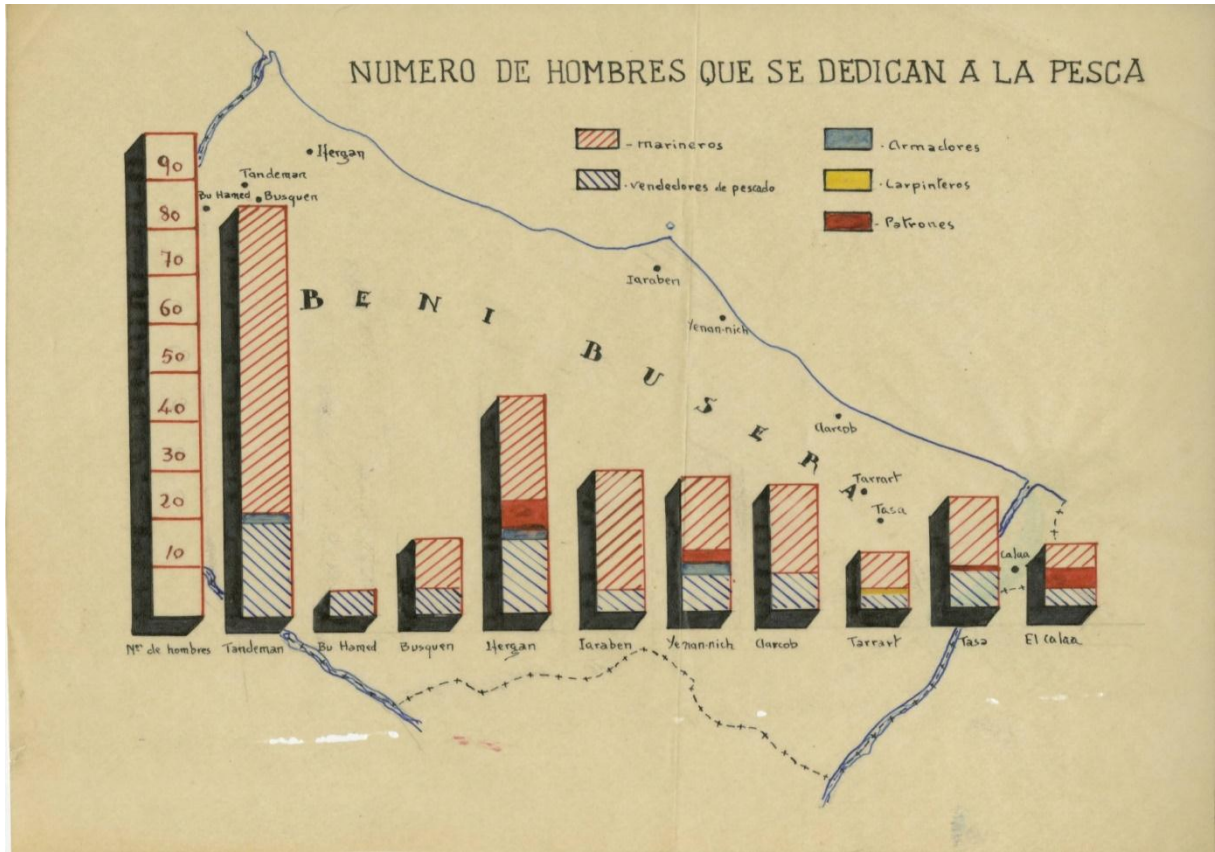 NUMERO DE HOMBRES QUE SE DEDICAN A LA PESCA
- marineros
- Armadores
- vendedores de pescado
- Carpinteros
- Patrones
90
80
70
60
50
40
30
20
10
Ifergan
Tandeman
Bu Hamed
Busquen
BENI BUSERA
Iaraben
Yenan-nich
Clarcob
Tarrart
Tasa
Calaa
Nº de hombres
Tandeman
Bu Hamed
Busquen
Ifergan
Iaraben
Yenan-nich
Clarcob
Tarrart
Tasa
El Calaa